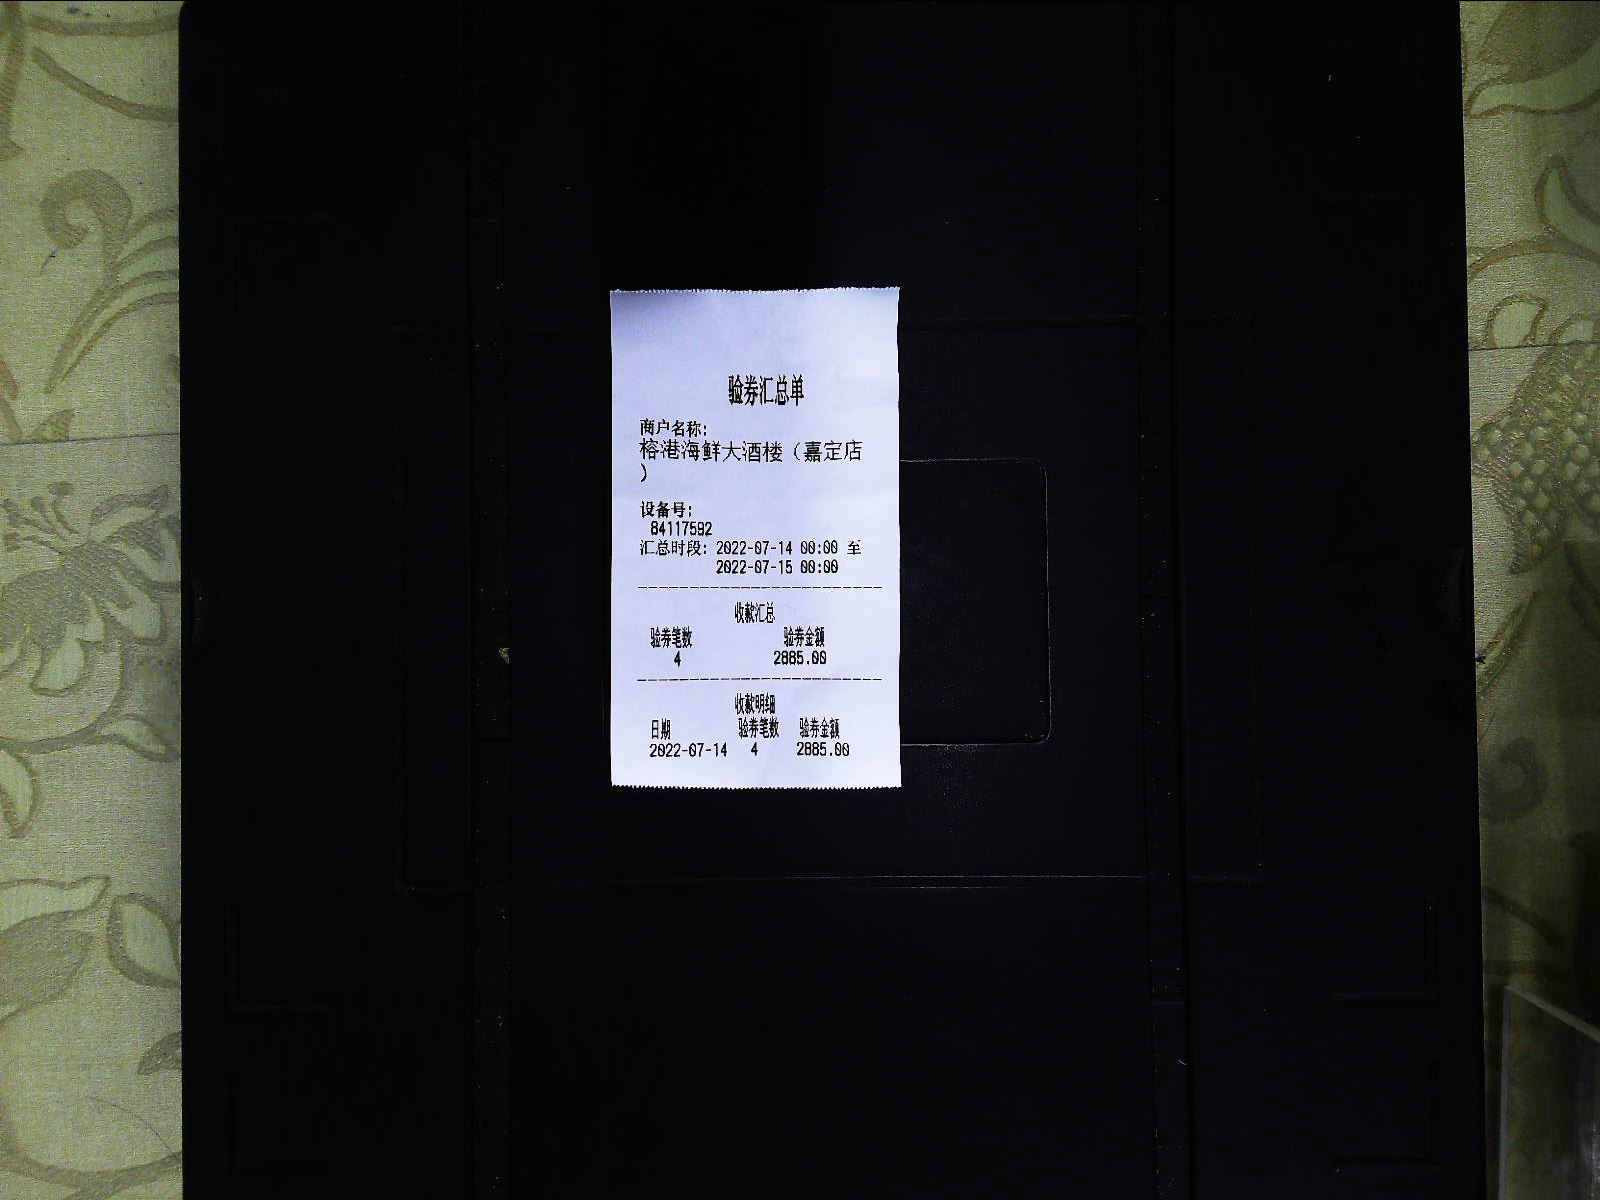 验券汇总单
商户名称:
榕港海鲜大酒楼（嘉定店
）
设备号:
84117592
汇总时段: 2022-07-14 00:00 至
2022-07-15 00:00
收款汇总
验券笔数 验券金额
4 2885.00
收款明细
日期 验券笔数 验券金额
2022-07-14 4 2885.00